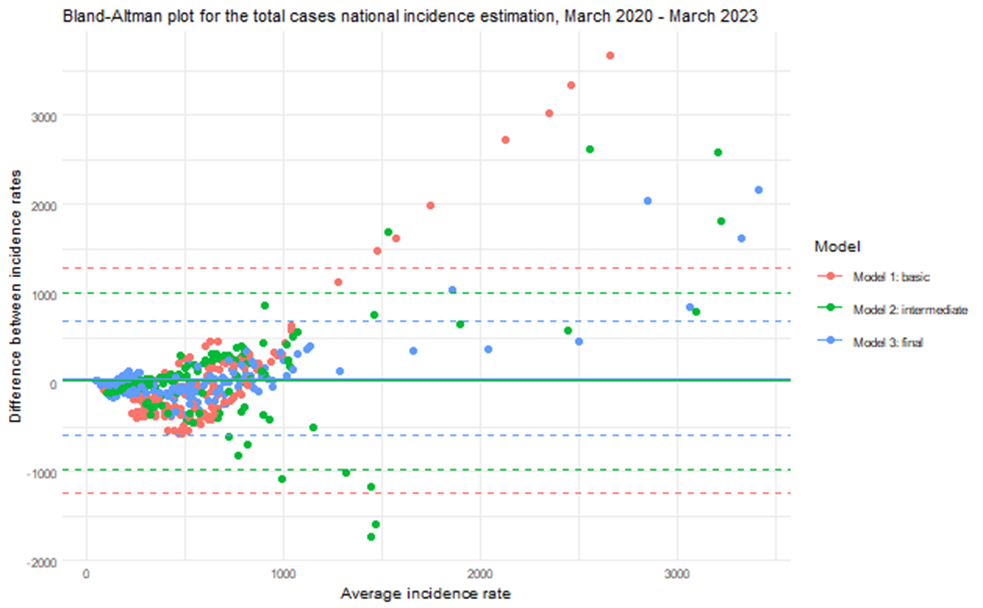 Bland-Altman plot for the total cases national incidence estimation, March 2020 - March 2023
Difference between incidence rates
3000
2000
1000
0
-1000
-2000
0 1000 2000 3000
Average incidence rate
Model
Model 1: basic
Model 2: intermediate
Model 3: final